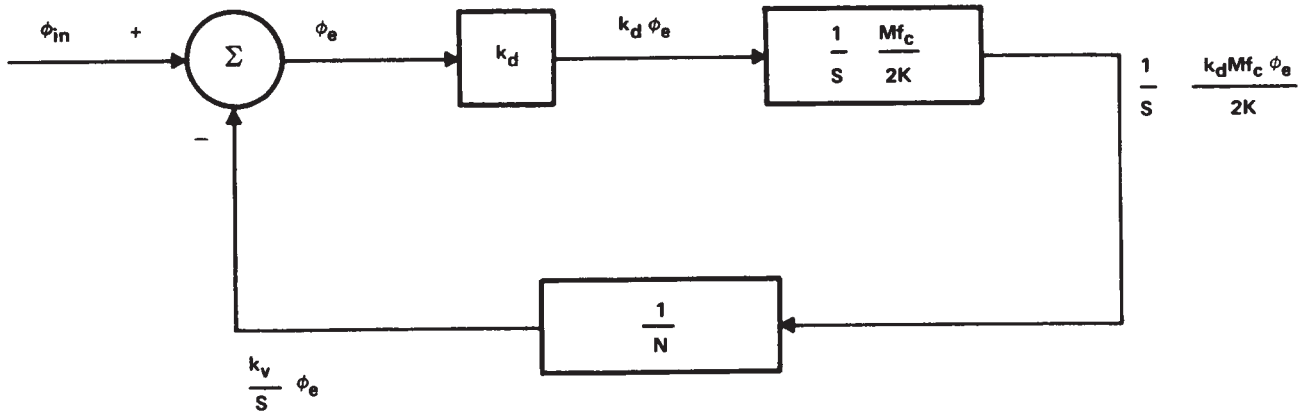 ϕin +
Σ
−
ϕe
kd
kd ϕe
1/S Mfc/2K
1/S kdMfc ϕe/2K
1/N
kv/S ϕe